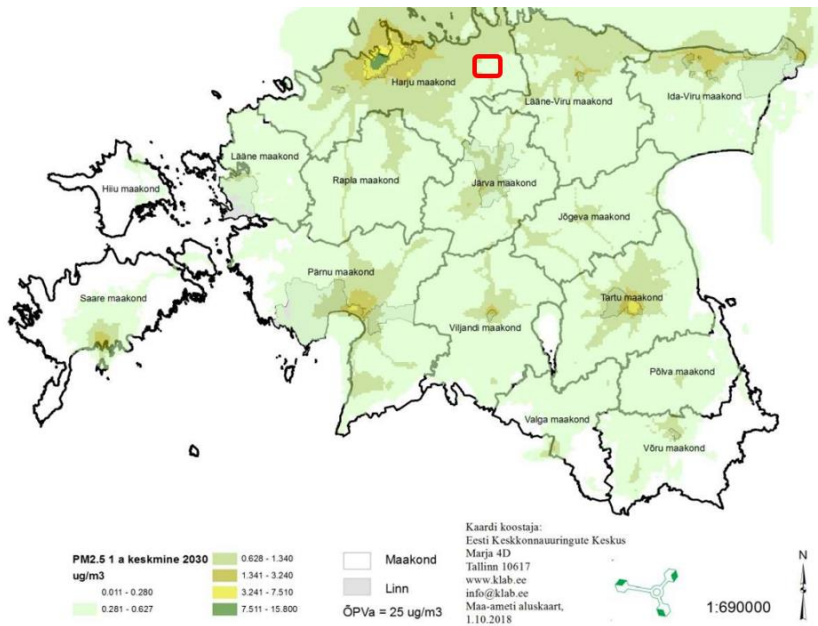 Harju maakond
Lääne-Viru maakond
Ida-Viru maakond
Lääne maakond
Hiiu maakond
Rapla maakond
Järva maakond
Jõgeva maakond
Pärnu maakond
Saare maakond
Viljandi maakond
Tartu maakond
Põlva maakond
Valga maakond
Võru maakond
PM2.5 1 a keskmine 2030
ug/m3
0.011 - 0.280
0.281 - 0.627
0.628 - 1.340
1.341 - 3.240
3.241 - 7.510
7.511 - 15.800
Maakond
Linn
ÕPVa = 25 ug/m3
Kaardi koostaja:
Eesti Keskkonnauuringute Keskus
Marja 4D
Tallinn 10617
www.klab.ee
info@klab.ee
Maa-ameti aluskaart,
1.10.2018
1:690000
N